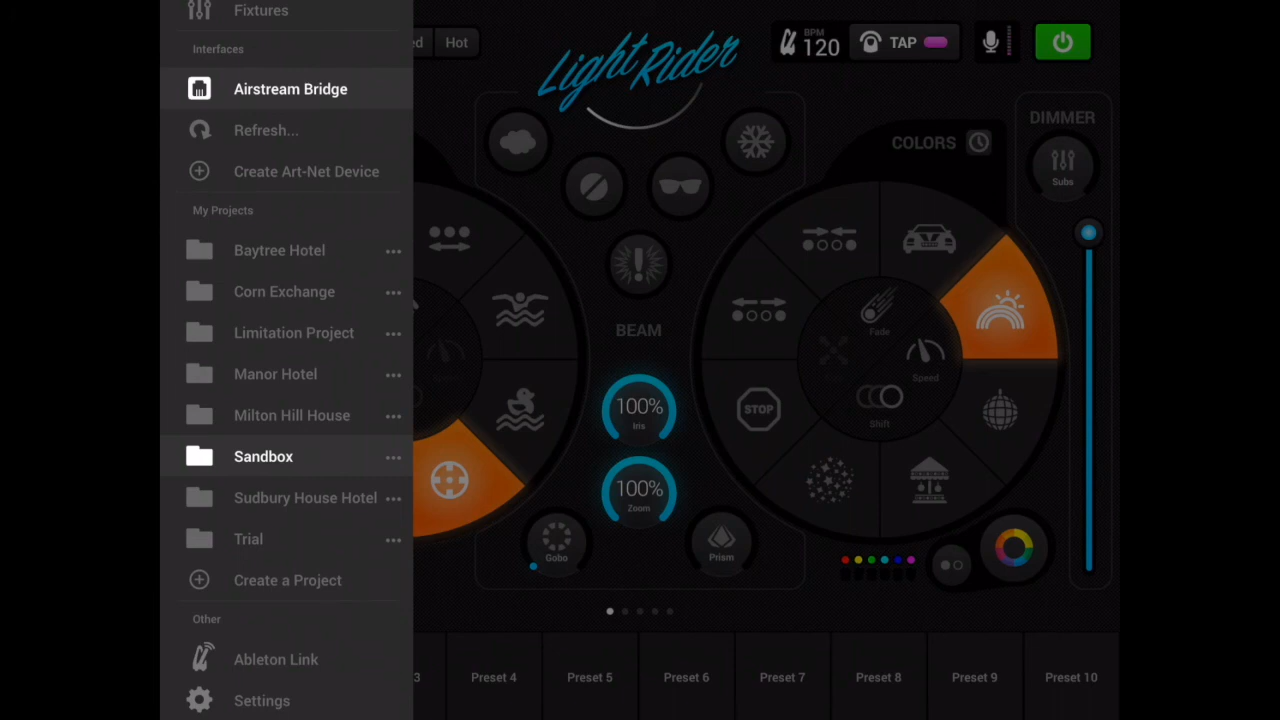 Fixtures
Interfaces
Airstream Bridge
Refresh...
Create Art-Net Device
My Projects
Baytree Hotel
Corn Exchange
Limitation Project
Manor Hotel
Milton Hill House
Sandbox
Sudbury House Hotel
Trial
Create a Project
Other
Ableton Link
Settings
ed
Hot
Light Rider
BPM
120
TAP
COLORS
DIMMER
Subs
BEAM
100%
Iris
100%
Zoom
Gobo
Prism
Fade
Speed
Shift
STOP
3
Preset 4
Preset 5
Preset 6
Preset 7
Preset 8
Preset 9
Preset 10